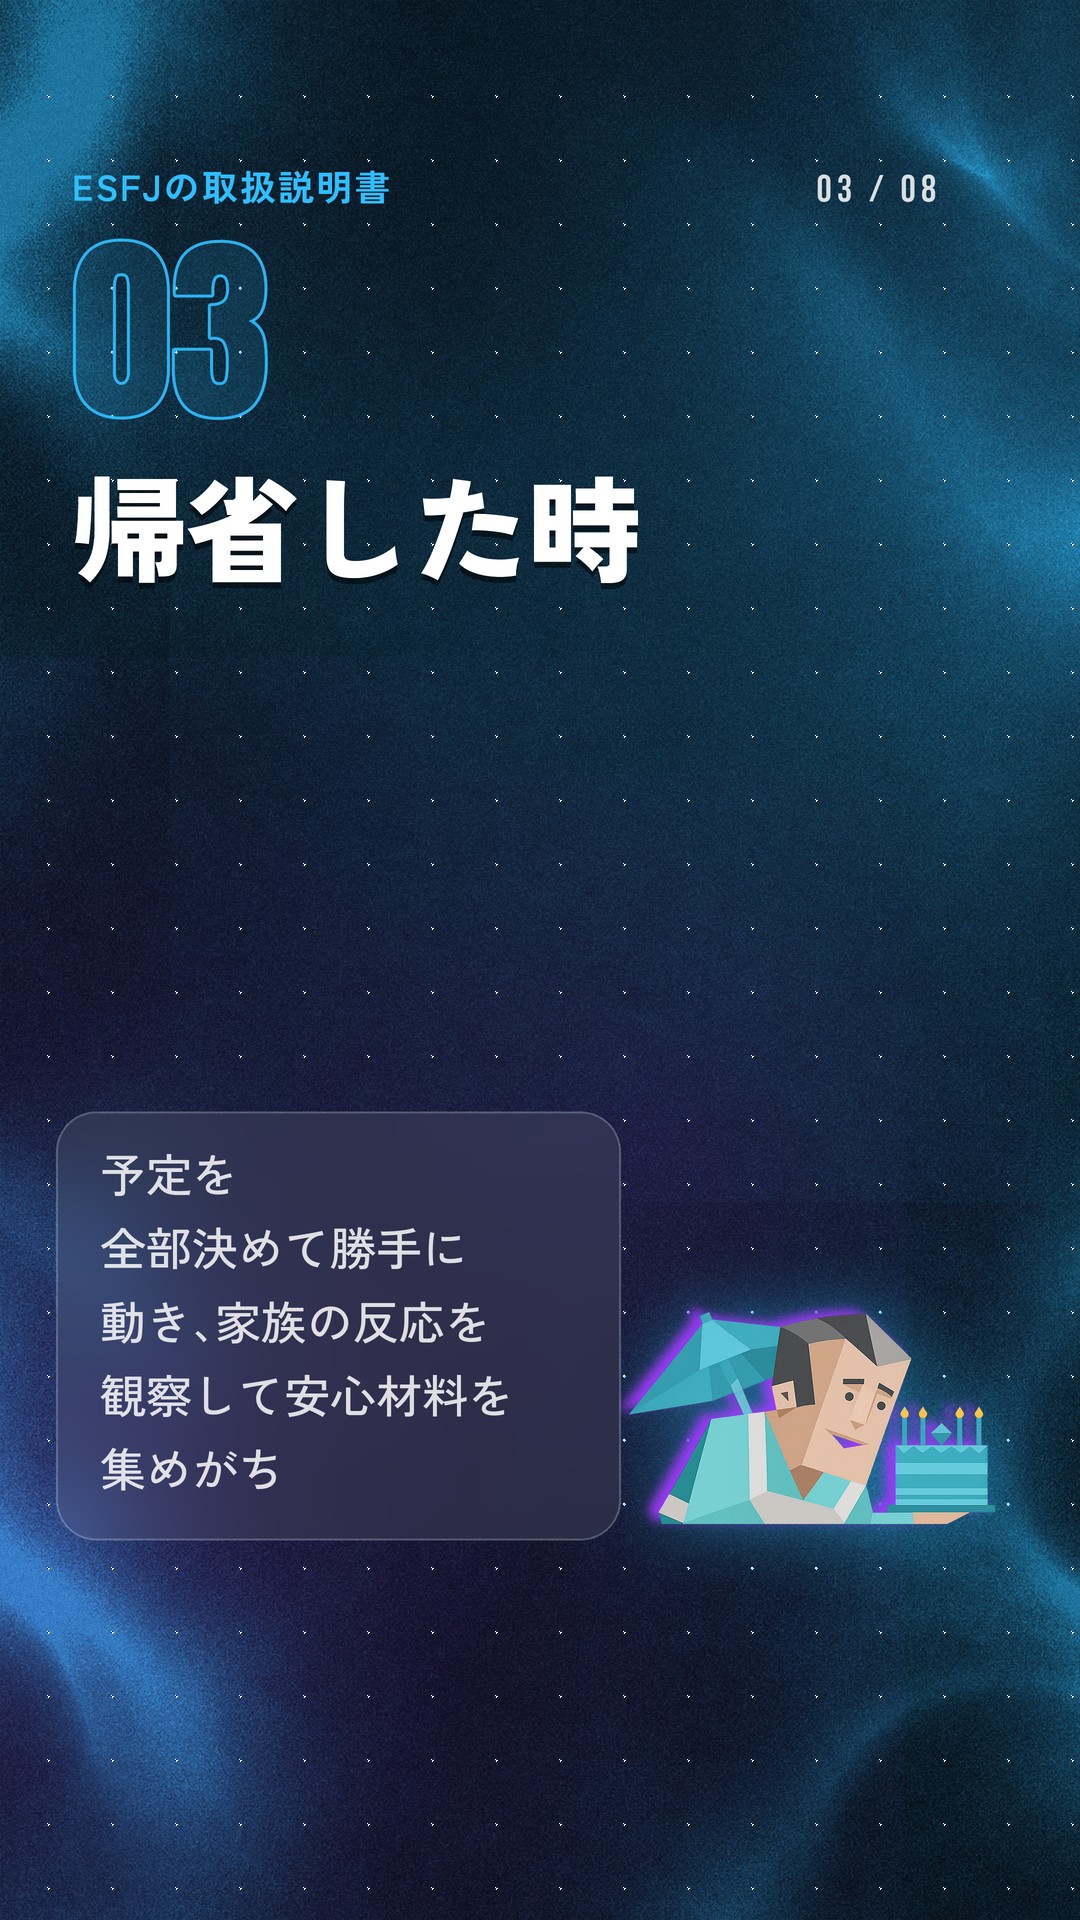 ESFJの取扱説明書
03 / 08
03
帰省した時
予定を
全部決めて勝手に
動き、家族の反応を
観察して安心材料を
集めがち